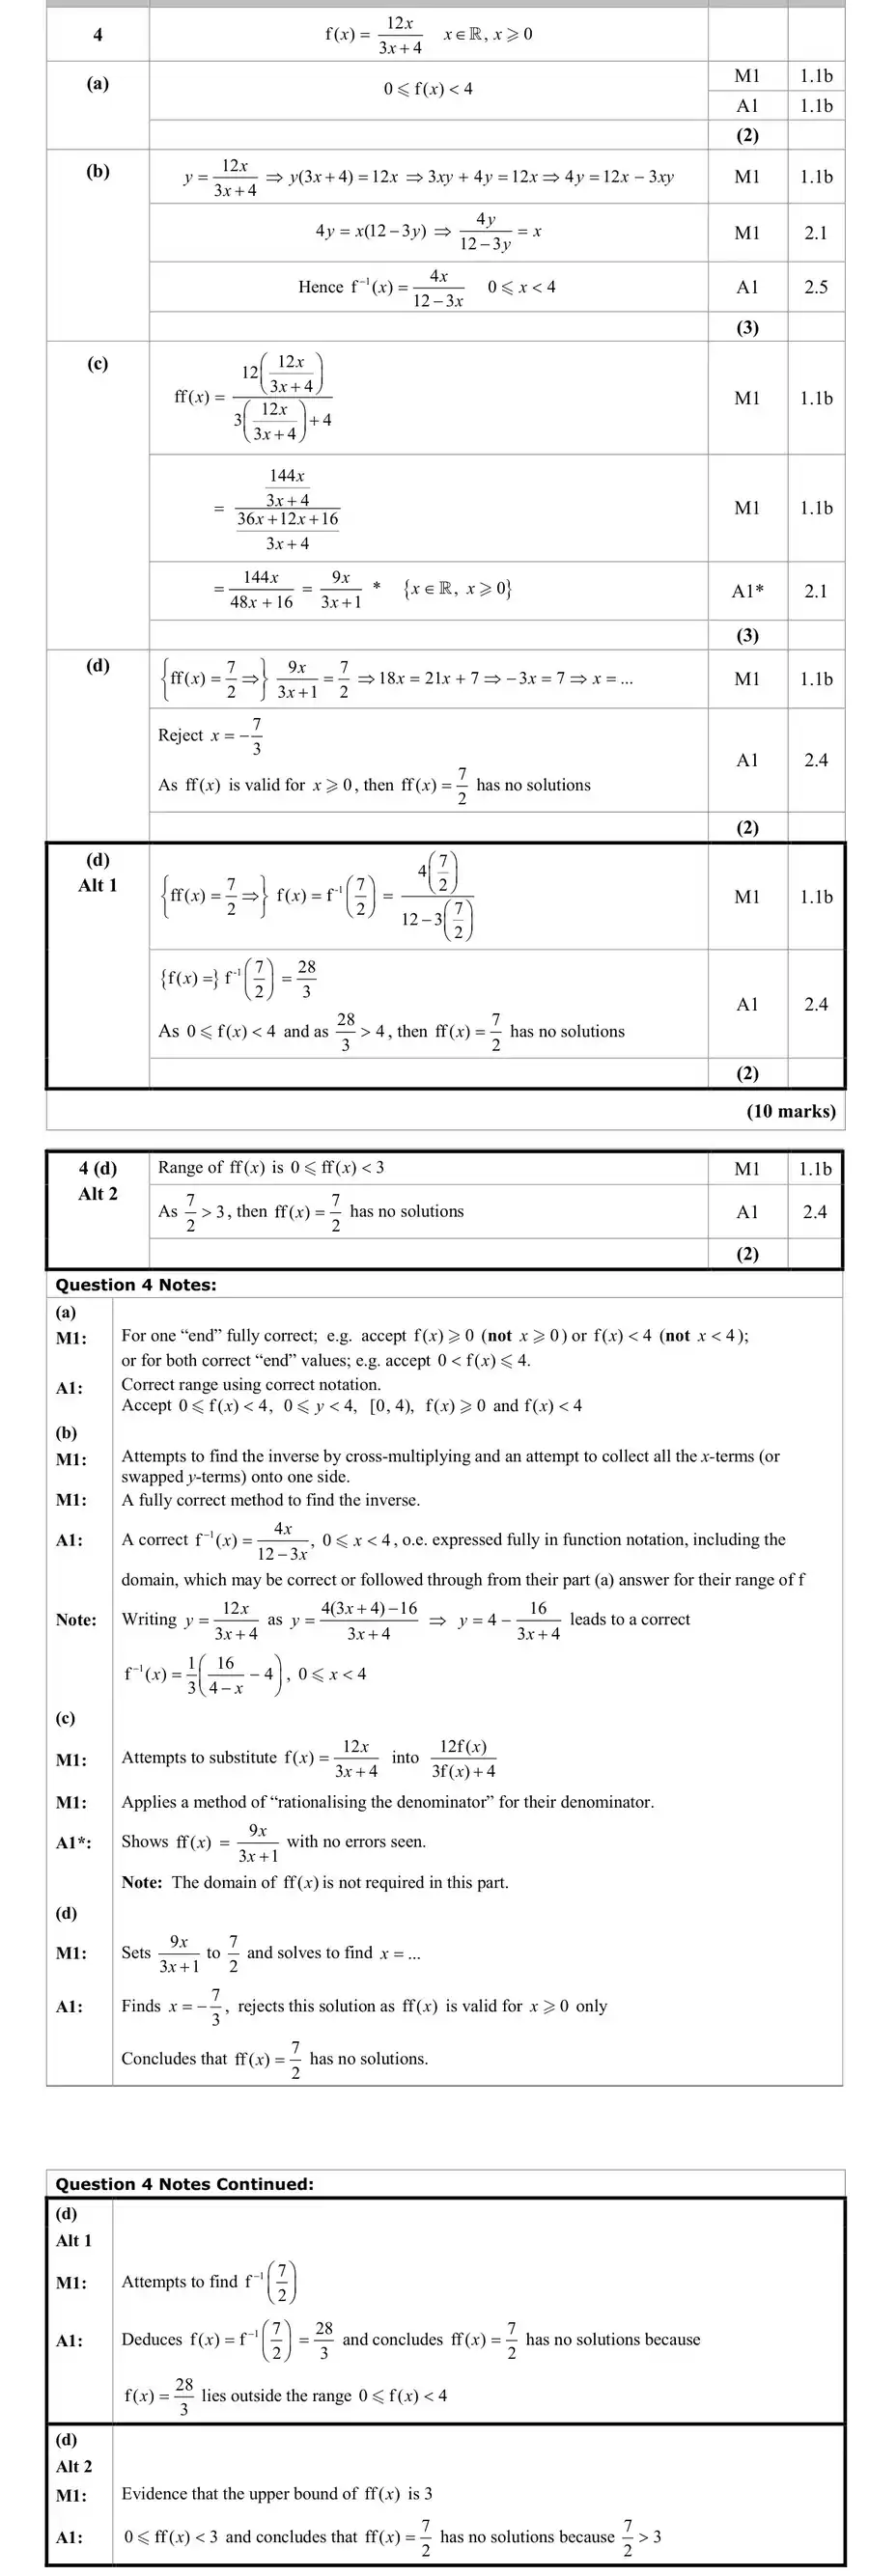 4 f(x) = 12x/(3x + 4) x ∈ ℝ, x ⩾ 0
(a) 0 ⩽ f(x) < 4 M1 1.1b
A1 1.1b
(2)
(b) y = 12x/(3x + 4) ⇒ y(3x + 4) = 12x ⇒ 3xy + 4y = 12x ⇒ 4y = 12x − 3xy M1 1.1b
4y = x(12 − 3y) ⇒ 4y/(12 − 3y) = x M1 2.1
Hence f⁻¹(x) = 4x/(12 − 3x) 0 ⩽ x < 4 A1 2.5
(3)
(c) ff(x) = 12(12x/(3x + 4))/(3(12x/(3x + 4)) + 4) M1 1.1b
= (144x/(3x + 4))/((36x + 12x + 16)/(3x + 4)) M1 1.1b
= 144x/(48x + 16) = 9x/(3x + 1) * {x ∈ ℝ, x ⩾ 0} A1* 2.1
(3)
(d) {ff(x) = 7/2 ⇒} 9x/(3x + 1) = 7/2 ⇒ 18x = 21x + 7 ⇒ −3x = 7 ⇒ x = ... M1 1.1b
Reject x = −7/3
As ff(x) is valid for x ⩾ 0, then ff(x) = 7/2 has no solutions A1 2.4
(2)
(d)
Alt 1 {ff(x) = 7/2 ⇒} f(x) = f⁻¹(7/2) = 4(7/2)/(12 − 3(7/2)) M1 1.1b
{f(x) =} f⁻¹(7/2) = 28/3
As 0 ⩽ f(x) < 4 and as 28/3 > 4, then ff(x) = 7/2 has no solutions A1 2.4
(2)
(10 marks)
4 (d) Range of ff(x) is 0 ⩽ ff(x) < 3 M1 1.1b
Alt 2 As 7/2 > 3, then ff(x) = 7/2 has no solutions A1 2.4
(2)
Question 4 Notes:
(a)
M1: For one “end” fully correct; e.g. accept f(x) ⩾ 0 (not x ⩾ 0) or f(x) < 4 (not x < 4);
or for both correct “end” values; e.g. accept 0 < f(x) ⩽ 4.
A1: Correct range using correct notation.
Accept 0 ⩽ f(x) < 4, 0 ⩽ y < 4, [0, 4), f(x) ⩾ 0 and f(x) < 4
(b)
M1: Attempts to find the inverse by cross-multiplying and an attempt to collect all the x-terms (or
swapped y-terms) onto one side.
M1: A fully correct method to find the inverse.
A1: A correct f⁻¹(x) = 4x/(12 − 3x), 0 ⩽ x < 4, o.e. expressed fully in function notation, including the
domain, which may be correct or followed through from their part (a) answer for their range of f
Note: Writing y = 12x/(3x + 4) as y = (4(3x + 4) − 16)/(3x + 4) ⇒ y = 4 − 16/(3x + 4) leads to a correct
f⁻¹(x) = 1/3(16/(4 − x) − 4), 0 ⩽ x < 4
(c)
M1: Attempts to substitute f(x) = 12x/(3x + 4) into 12f(x)/(3f(x) + 4)
M1: Applies a method of “rationalising the denominator” for their denominator.
A1*: Shows ff(x) = 9x/(3x + 1) with no errors seen.
Note: The domain of ff(x) is not required in this part.
(d)
M1: Sets 9x/(3x + 1) to 7/2 and solves to find x = ...
A1: Finds x = −7/3, rejects this solution as ff(x) is valid for x ⩾ 0 only
Concludes that ff(x) = 7/2 has no solutions.
Question 4 Notes Continued:
(d)
Alt 1
M1: Attempts to find f⁻¹(7/2)
A1: Deduces f(x) = f⁻¹(7/2) = 28/3 and concludes ff(x) = 7/2 has no solutions because
f(x) = 28/3 lies outside the range 0 ⩽ f(x) < 4
(d)
Alt 2
M1: Evidence that the upper bound of ff(x) is 3
A1: 0 ⩽ ff(x) < 3 and concludes that ff(x) = 7/2 has no solutions because 7/2 > 3